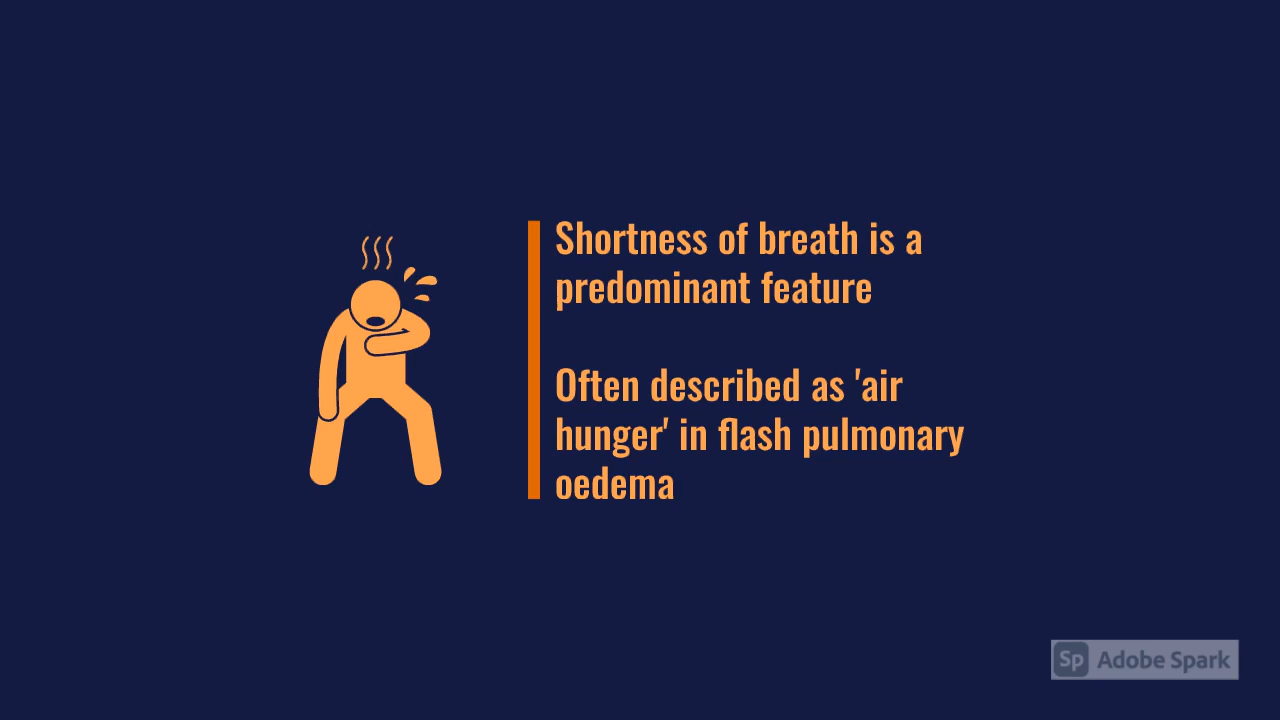 Shortness of breath is a
predominant feature
Often described as 'air
hunger' in flash pulmonary
oedema
Sp Adobe Spark